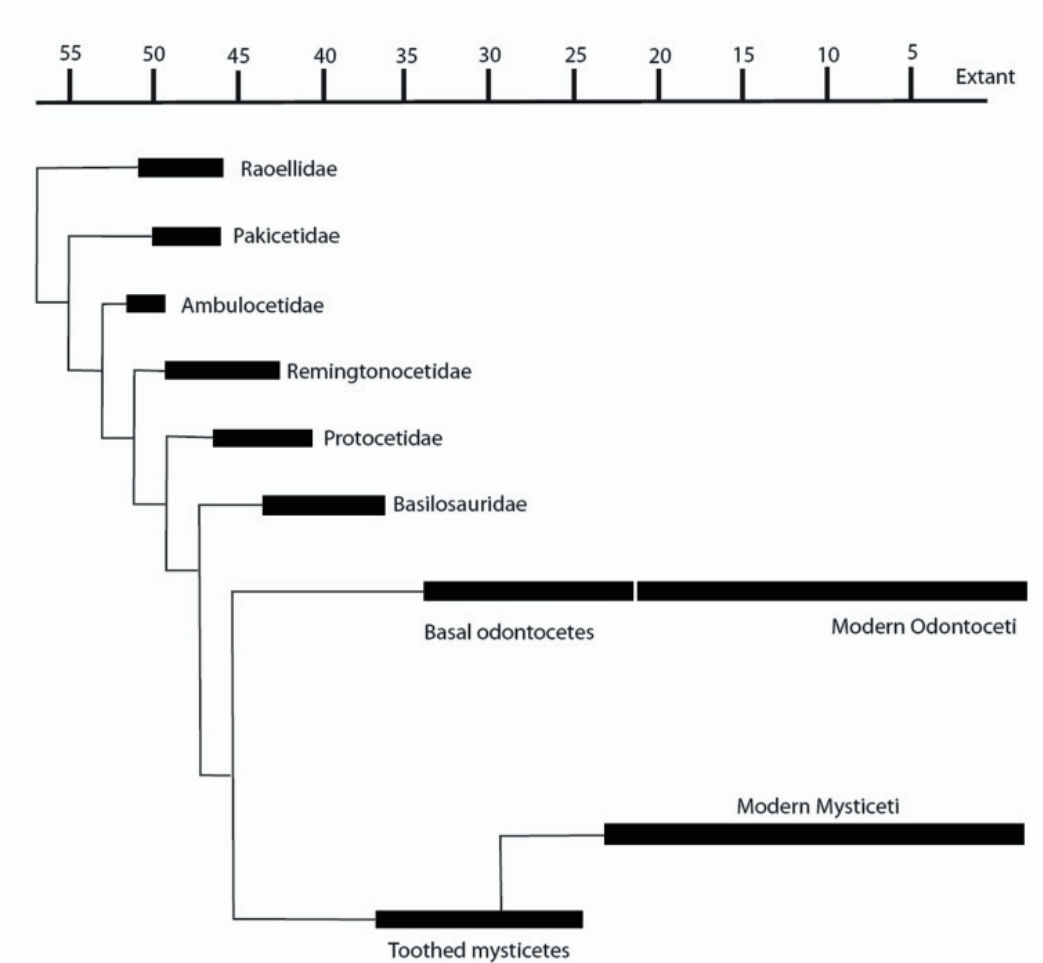 55 50 45 40 35 30 25 20 15 10 5
Extant
Raoellidae
Pakicetidae
Ambulocetidae
Remingtonocetidae
Protocetidae
Basilosauridae
Basal odontocetes
Modern Odontoceti
Modern Mysticeti
Toothed mysticetes